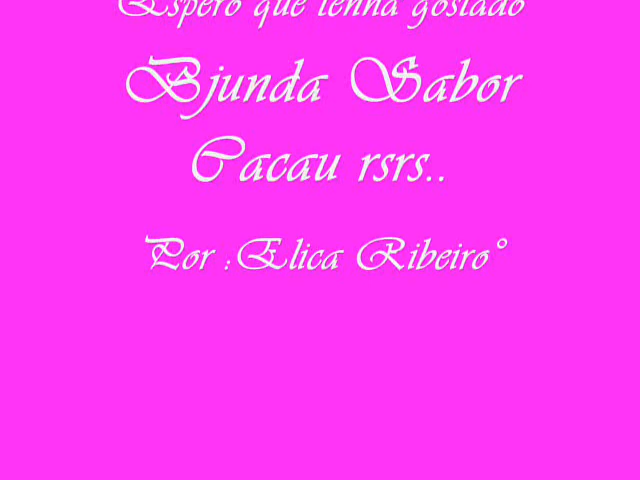 Espero que tenha gostado
Bjunda Sabor
Cacau rsrs..
Por :Elica Ribeiro°